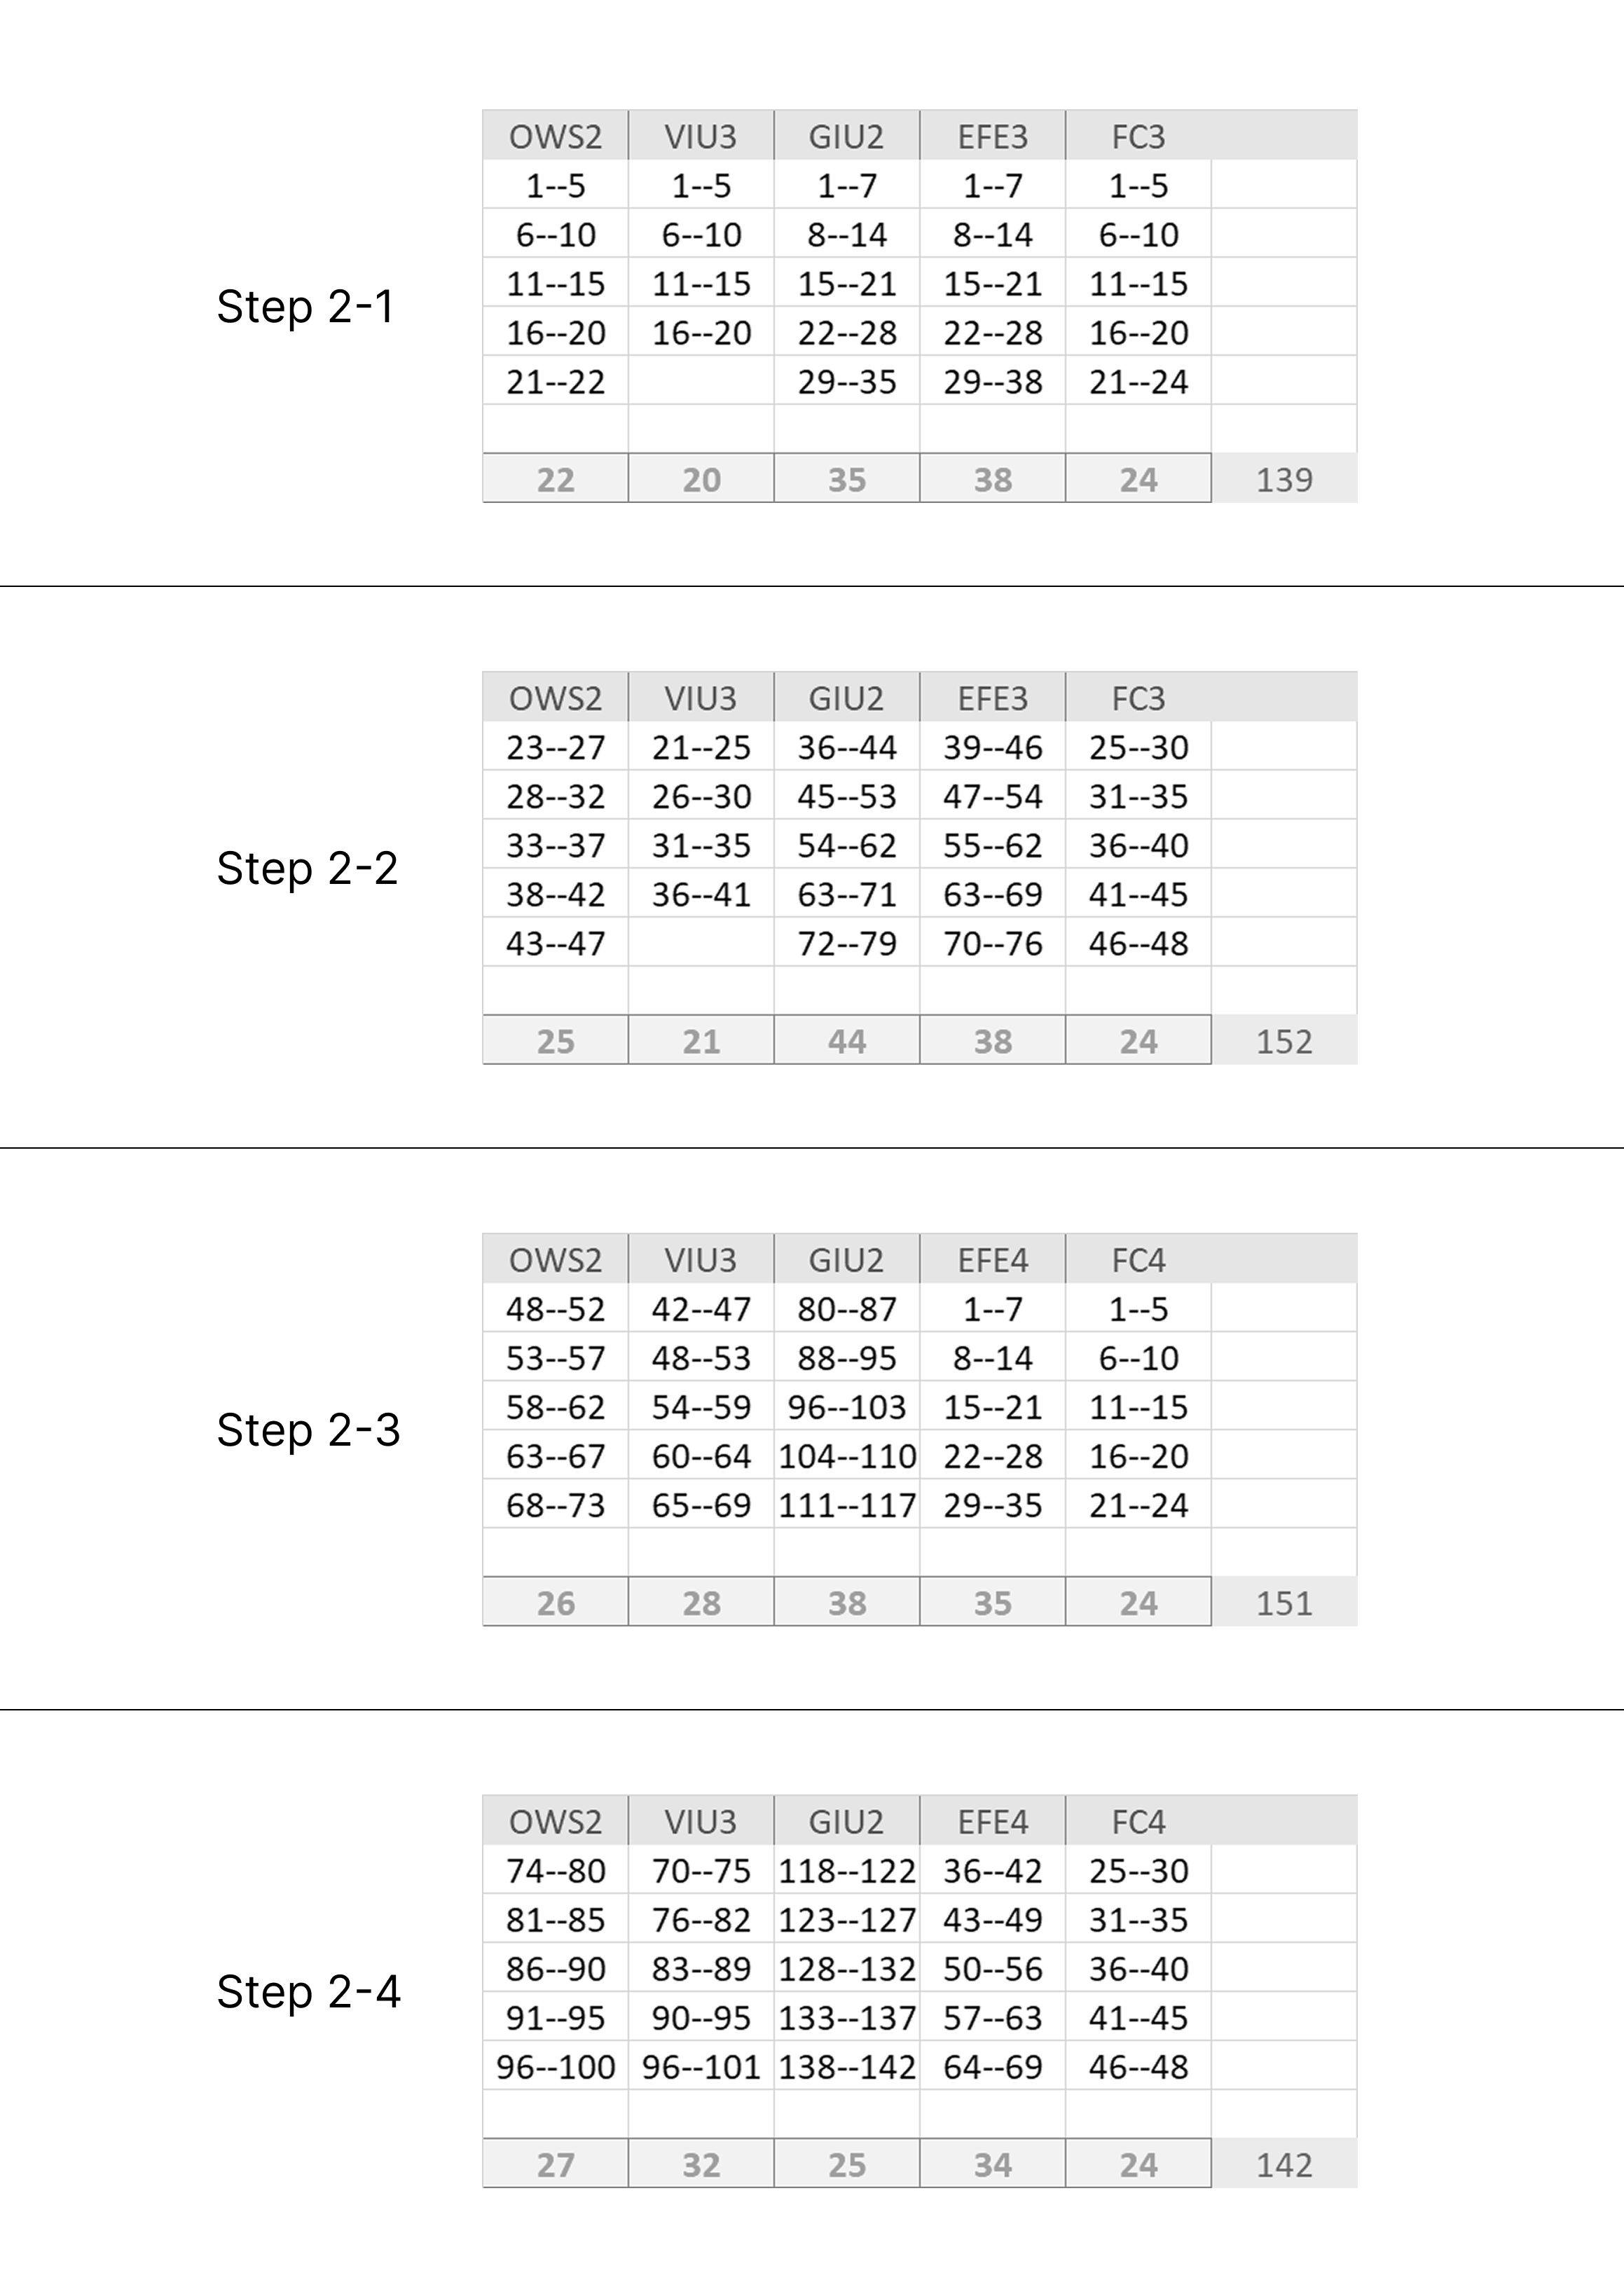 OWS2 VIU3 GIU2 EFE3 FC3
1--5 1--5 1--7 1--7 1--5
6--10 6--10 8--14 8--14 6--10
11--15 11--15 15--21 15--21 11--15
Step 2-1
16--20 16--20 22--28 22--28 16--20
21--22 29--35 29--38 21--24
22 20 35 38 24 139
OWS2 VIU3 GIU2 EFE3 FC3
23--27 21--25 36--44 39--46 25--30
28--32 26--30 45--53 47--54 31--35
33--37 31--35 54--62 55--62 36--40
Step 2-2
38--42 36--41 63--71 63--69 41--45
43--47 72--79 70--76 46--48
25 21 44 38 24 152
OWS2 VIU3 GIU2 EFE4 FC4
48--52 42--47 80--87 1--7 1--5
53--57 48--53 88--95 8--14 6--10
58--62 54--59 96--103 15--21 11--15
Step 2-3
63--67 60--64 104--110 22--28 16--20
68--73 65--69 111--117 29--35 21--24
26 28 38 35 24 151
OWS2 VIU3 GIU2 EFE4 FC4
74--80 70--75 118--122 36--42 25--30
81--85 76--82 123--127 43--49 31--35
86--90 83--89 128--132 50--56 36--40
Step 2-4
91--95 90--95 133--137 57--63 41--45
96--100 96--101 138--142 64--69 46--48
27 32 25 34 24 142